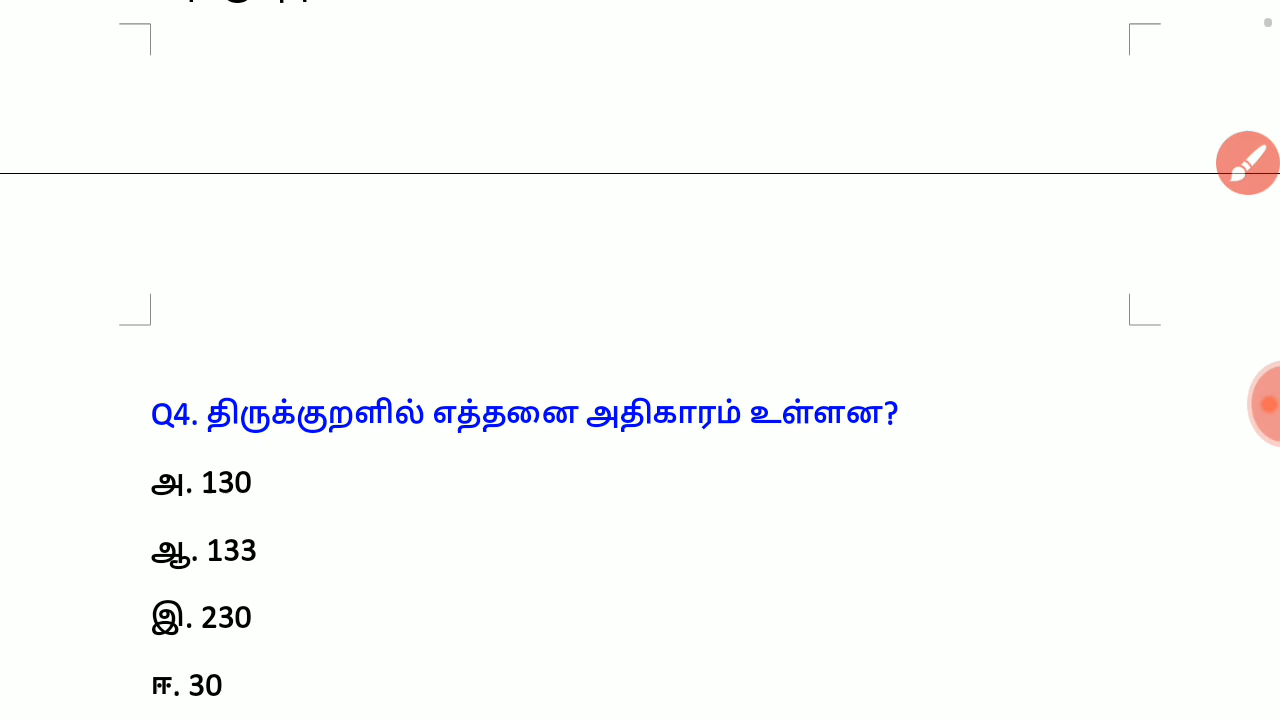 Q4. திருக்குறளில் எத்தனை அதிகாரம் உள்ளன?
அ. 130
ஆ. 133
இ. 230
ஈ. 30